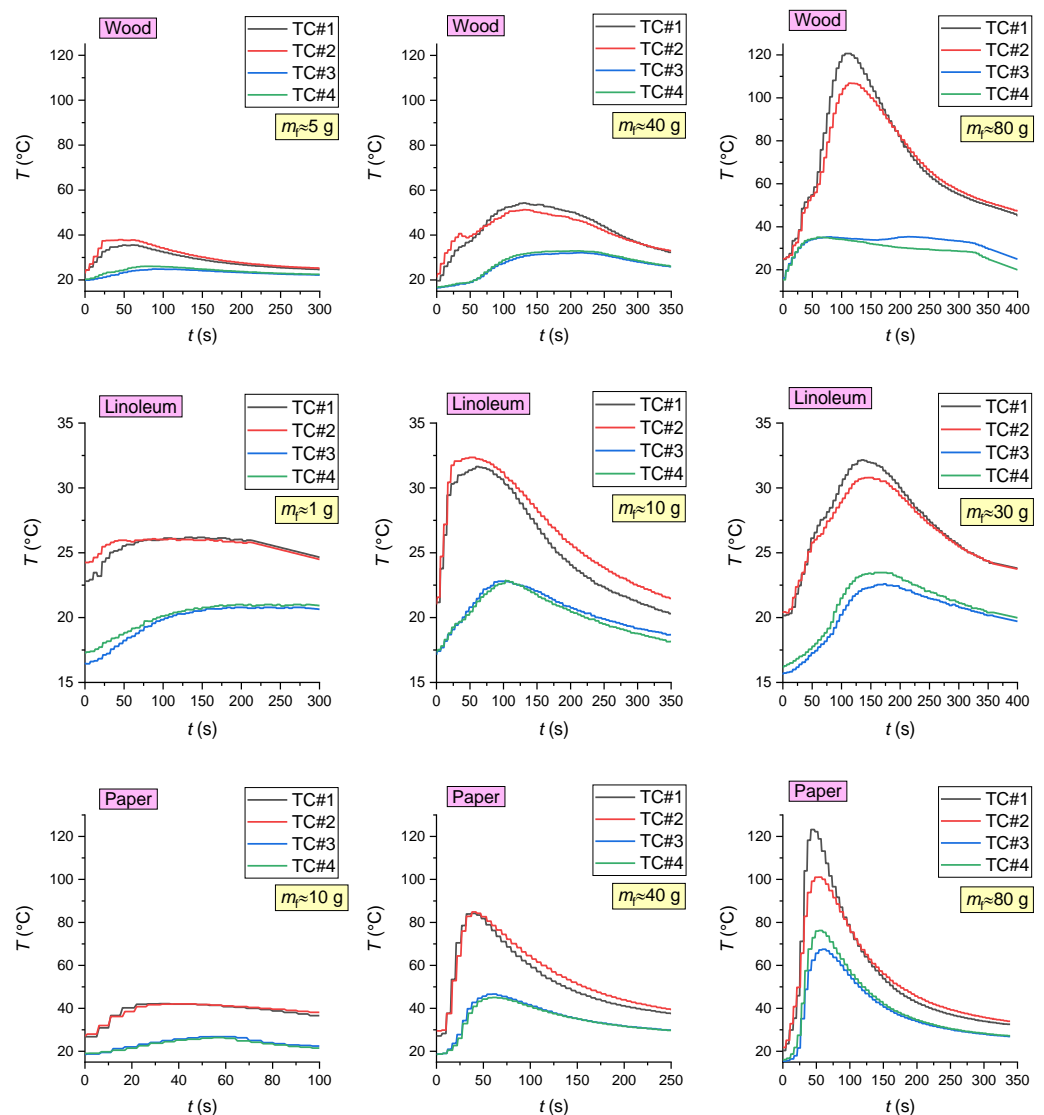 Wood
TC#1
TC#2
TC#3
TC#4
m_f≈5 g
T (°C)
120
100
80
60
40
20
0 50 100 150 200 250 300
t (s)
Wood
TC#1
TC#2
TC#3
TC#4
m_f≈40 g
T (°C)
120
100
80
60
40
20
0 50 100 150 200 250 300 350
t (s)
Wood
TC#1
TC#2
TC#3
TC#4
m_f≈80 g
T (°C)
120
100
80
60
40
20
0 50 100 150 200 250 300 350 400
t (s)
Linoleum
TC#1
TC#2
TC#3
TC#4
m_f≈1 g
T (°C)
35
30
25
20
15
0 50 100 150 200 250 300
t (s)
Linoleum
TC#1
TC#2
TC#3
TC#4
m_f≈10 g
T (°C)
35
30
25
20
15
0 50 100 150 200 250 300 350
t (s)
Linoleum
TC#1
TC#2
TC#3
TC#4
m_f≈30 g
T (°C)
35
30
25
20
15
0 50 100 150 200 250 300 350 400
t (s)
Paper
TC#1
TC#2
TC#3
TC#4
m_f≈10 g
T (°C)
120
100
80
60
40
20
0 20 40 60 80 100
t (s)
Paper
TC#1
TC#2
TC#3
TC#4
m_f≈40 g
T (°C)
120
100
80
60
40
20
0 50 100 150 200 250
t (s)
Paper
TC#1
TC#2
TC#3
TC#4
m_f≈80 g
T (°C)
120
100
80
60
40
20
0 50 100 150 200 250 300 350
t (s)